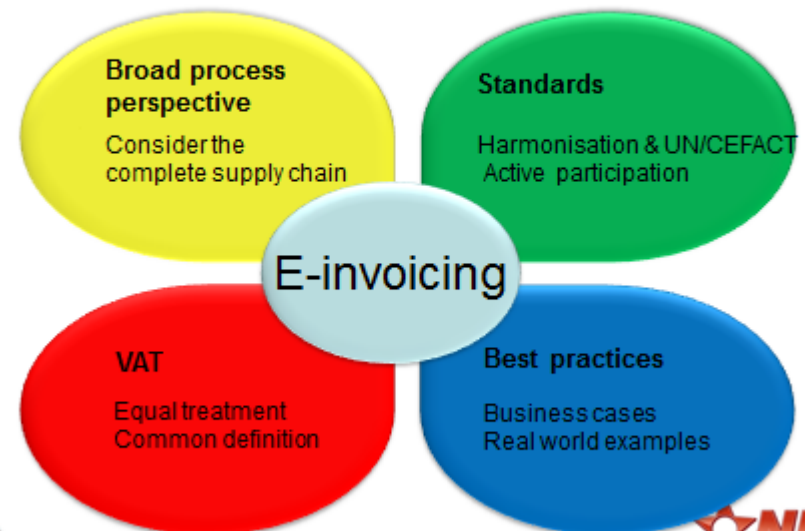 Broad process
perspective
Consider the
complete supply chain
Standards
Harmonisation & UN/CEFACT
Active participation
E-invoicing
VAT
Equal treatment
Common definition
Best practices
Business cases
Real world examples